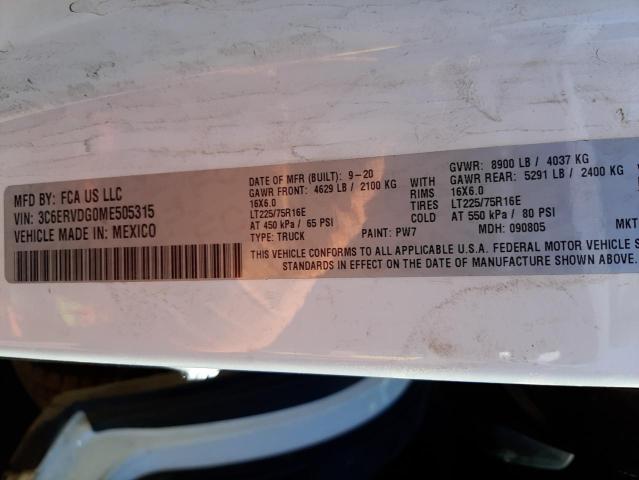 MFD BY: FCA US LLC
VIN: 3C6ERVDG0ME505315
VEHICLE MADE IN: MEXICO
DATE OF MFR (BUILT): 9-20
GAWR FRONT: 4629 LB / 2100 KG WITH
16X6.0 RIMS
LT225/75R16E TIRES
AT 450 kPa / 65 PSI COLD
TYPE: TRUCK PAINT: PW7
GVWR: 8900 LB / 4037 KG
GAWR REAR: 5291 LB / 2400 KG
16X6.0
LT225/75R16E
AT 550 kPa / 80 PSI
MDH: 090805 MKT
THIS VEHICLE CONFORMS TO ALL APPLICABLE U.S.A. FEDERAL MOTOR VEHICLE S
STANDARDS IN EFFECT ON THE DATE OF MANUFACTURE SHOWN ABOVE.